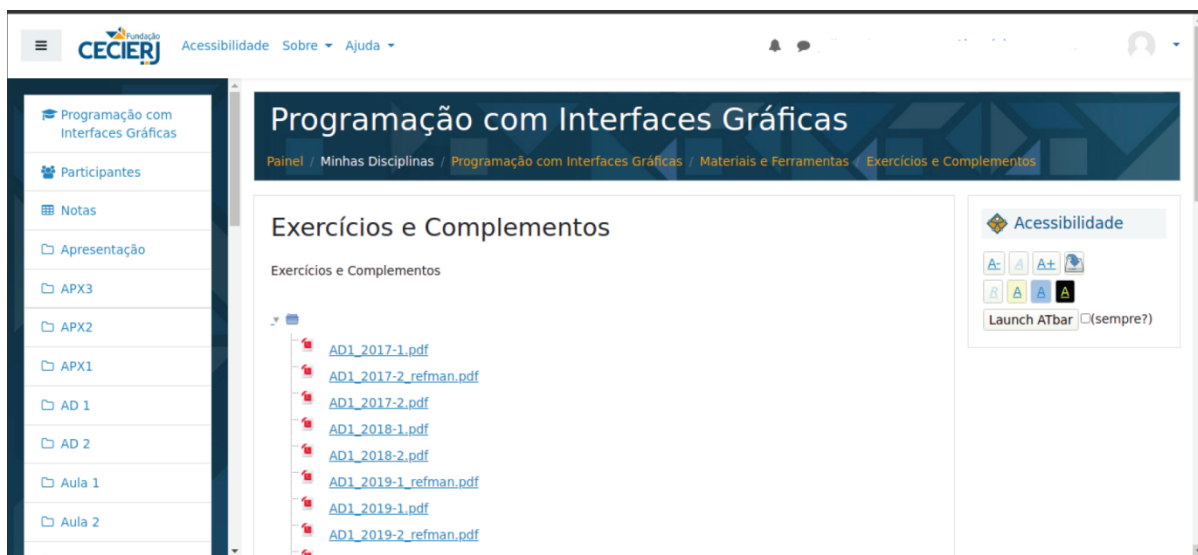 Fundação
CECIERJ
Acessibilidade Sobre Ajuda
Programação com
Interfaces Gráficas
Participantes
Notas
Apresentação
APX3
APX2
APX1
AD 1
AD 2
Aula 1
Aula 2
Programação com Interfaces Gráficas
Painel / Minhas Disciplinas / Programação com Interfaces Gráficas / Materiais e Ferramentas / Exercícios e Complementos
Exercícios e Complementos
Exercícios e Complementos
AD1_2017-1.pdf
AD1_2017-2_refman.pdf
AD1_2017-2.pdf
AD1_2018-1.pdf
AD1_2018-2.pdf
AD1_2019-1_refman.pdf
AD1_2019-1.pdf
AD1_2019-2_refman.pdf
Acessibilidade
A- A A+
R A A A
Launch ATbar (sempre?)